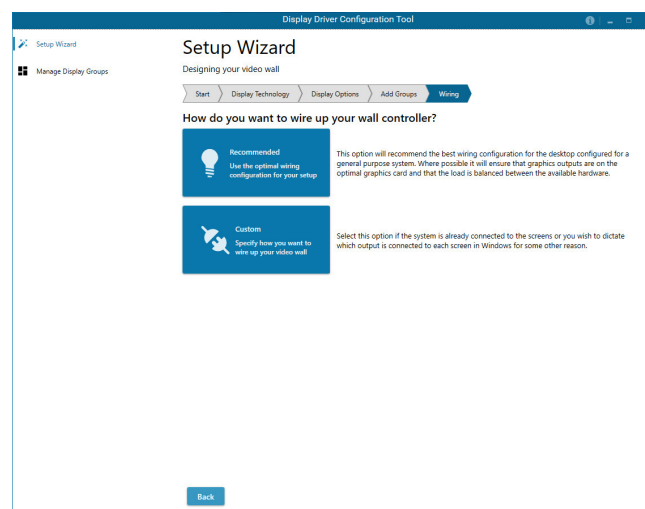 Display Driver Configuration Tool
Setup Wizard
Manage Display Groups
Setup Wizard
Designing your video wall
Start
Display Technology
Display Options
Add Groups
Wiring
How do you want to wire up your wall controller?
Recommended
Use the optimal wiring
configuration for your setup
This option will recommend the best wiring configuration for the desktop configured for a
general purpose system. Where possible it will ensure that graphics outputs are on the
optimal graphics card and that the load is balanced between the available hardware.
Custom
Specify how you want to
wire up your video wall
Select this option if the system is already connected to the screens or you wish to dictate
which output is connected to each screen in Windows for some other reason.
Back